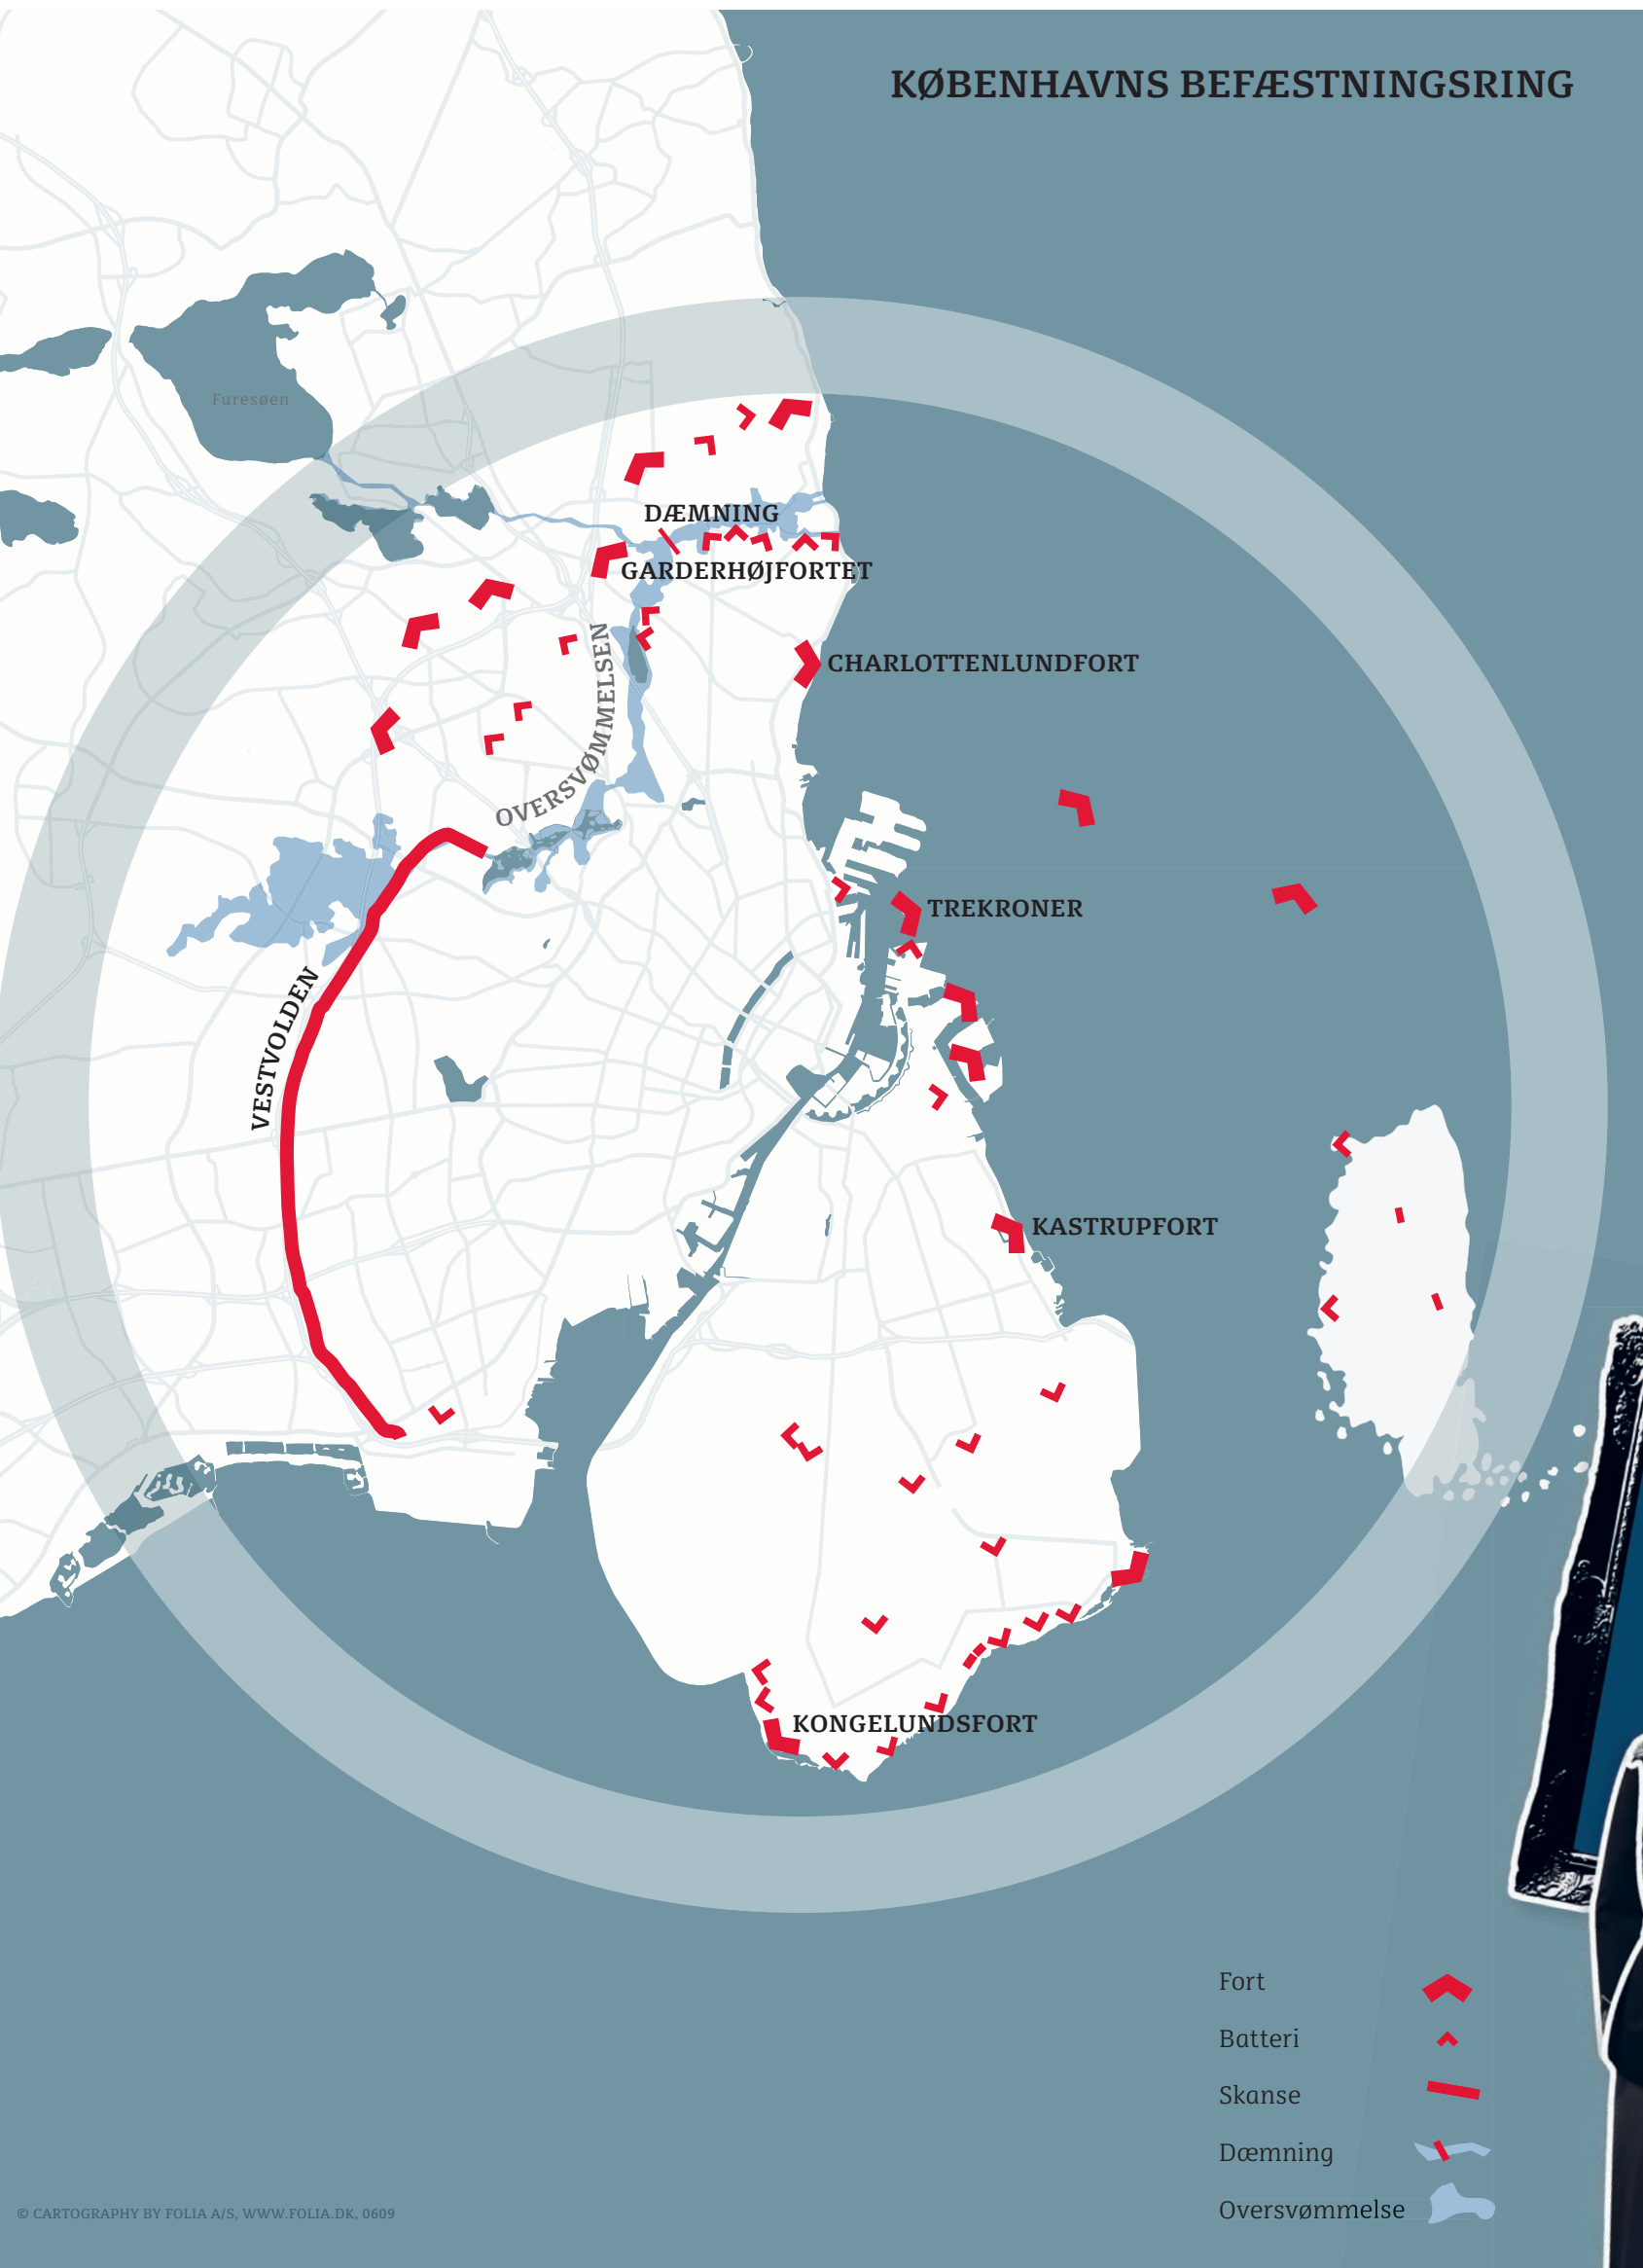 KØBENHAVNS BEFÆSTNINGSRING
Furesøen
DÆMNING
GARDERHØJFORTET
OVERSVØMMELSEN
CHARLOTTENLUNDFORT
TREKRONER
VESTVOLDEN
KASTRUPFORT
KONGELUNDSFORT
Fort
Batteri
Skanse
Dæmning
Oversvømmelse
© CARTOGRAPHY BY FOLIA A/S, WWW.FOLIA.DK, 0609